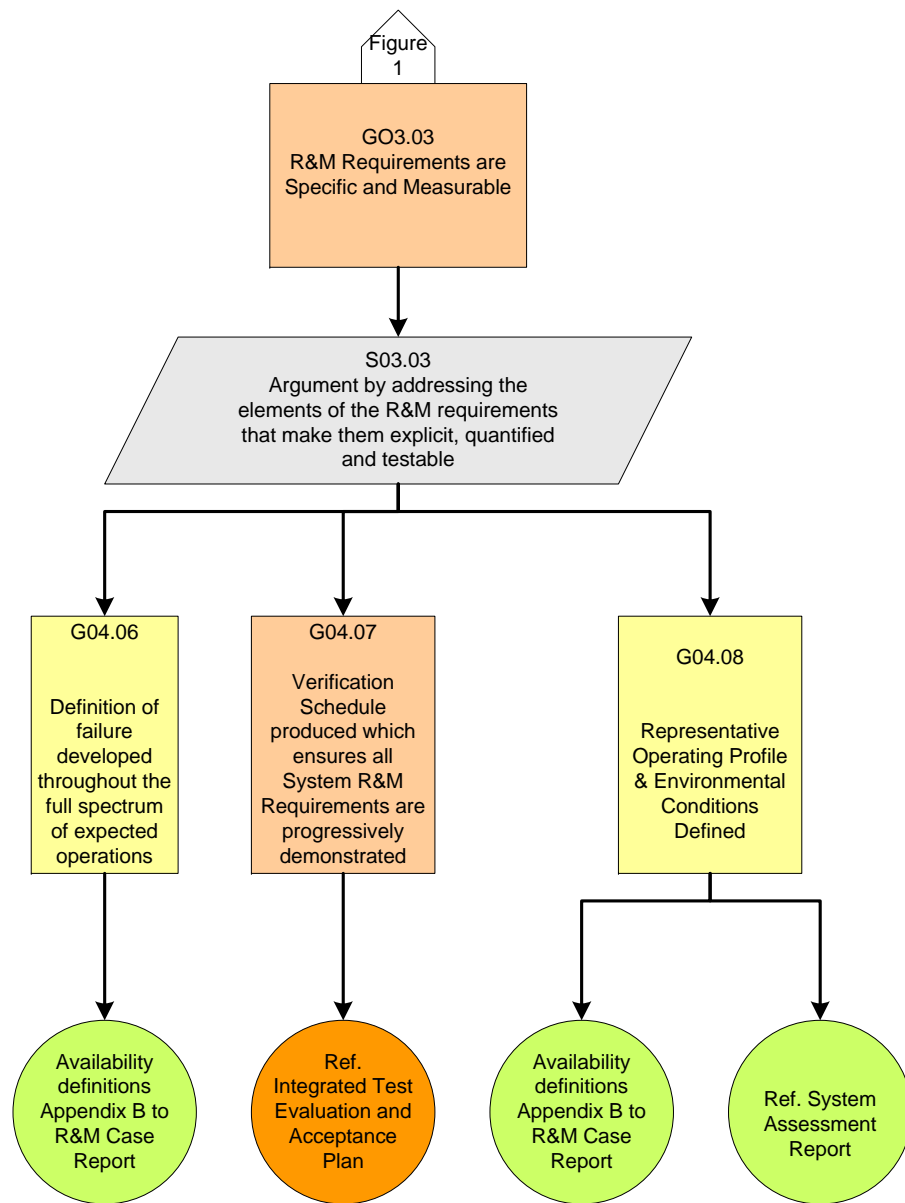 Figure
1
GO3.03
R&M Requirements are
Specific and Measurable
S03.03
Argument by addressing the
elements of the R&M requirements
that make them explicit, quantified
and testable
G04.06
Definition of
failure
developed
throughout the
full spectrum
of expected
operations
G04.07
Verification
Schedule
produced which
ensures all
System R&M
Requirements are
progressively
demonstrated
G04.08
Representative
Operating Profile
& Environmental
Conditions
Defined
Availability
definitions
Appendix B to
R&M Case
Report
Ref.
Integrated Test
Evaluation and
Acceptance
Plan
Availability
definitions
Appendix B to
R&M Case
Report
Ref. System
Assessment
Report